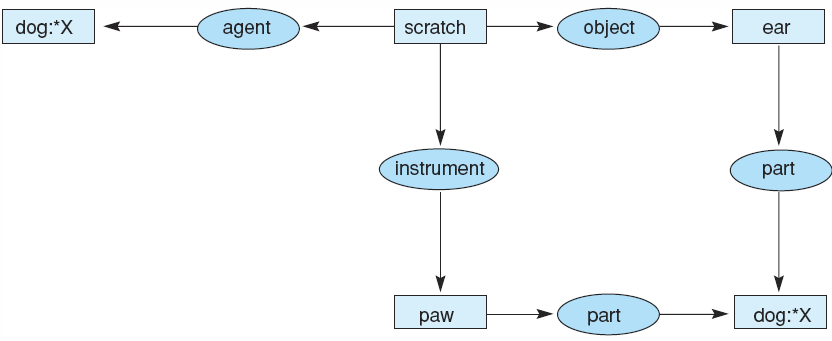 dog:*X
agent
scratch
object
ear
instrument
part
paw
part
dog:*X